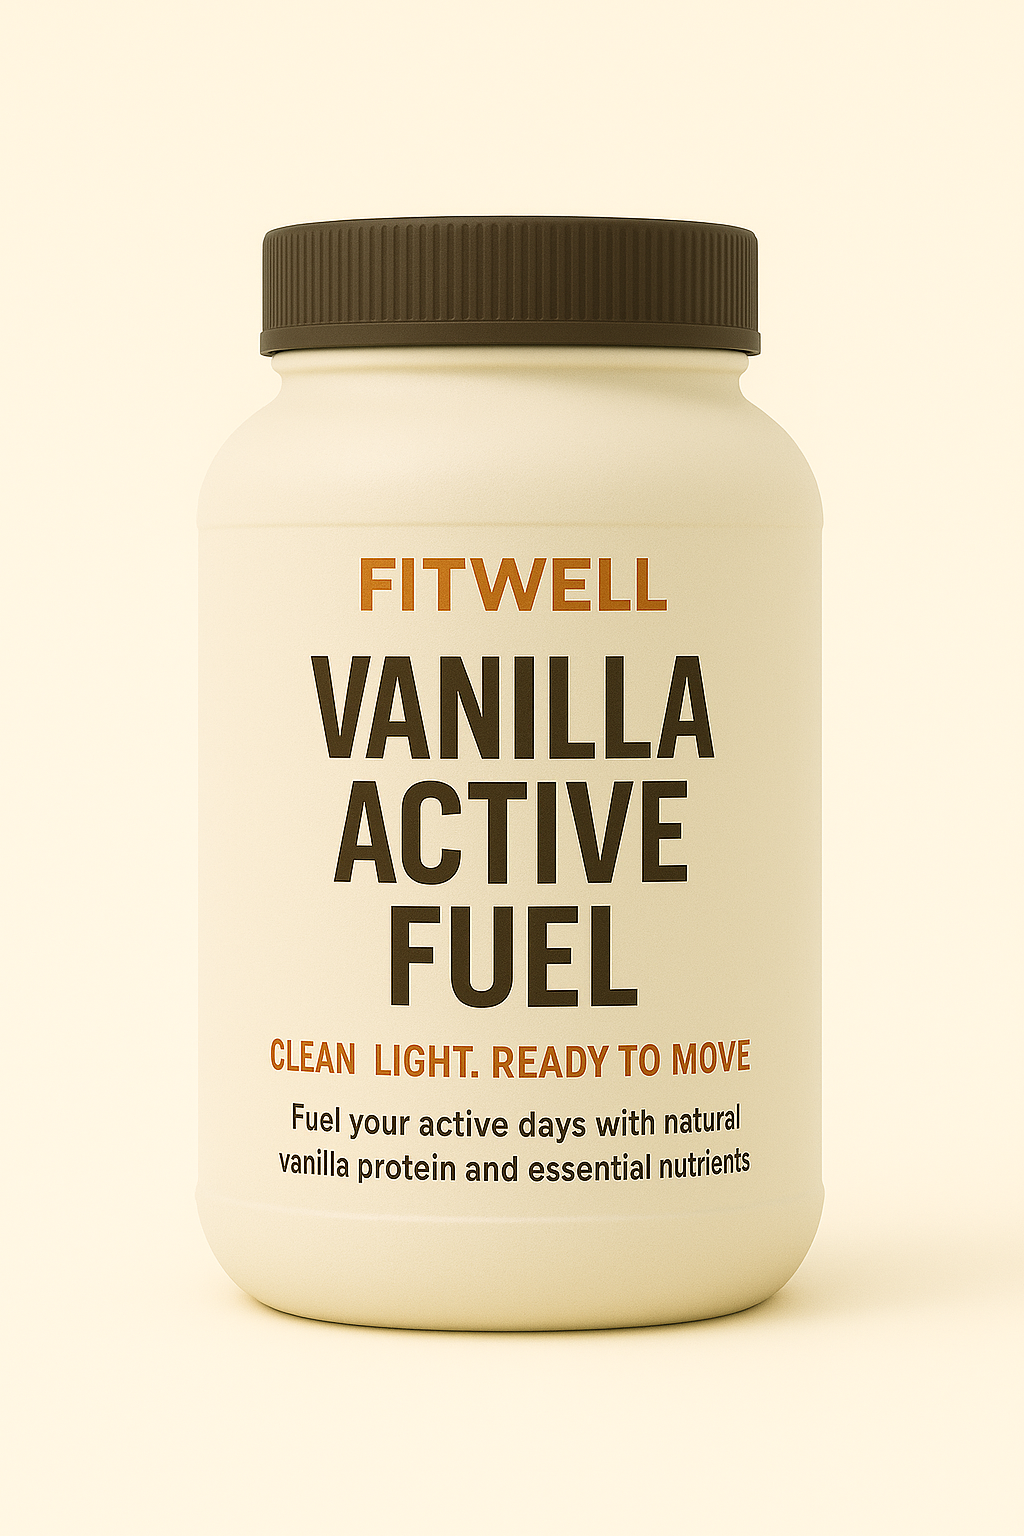 FITWELL
VANILLA
ACTIVE
FUEL
CLEAN LIGHT. READY TO MOVE
Fuel your active days with natural
vanilla protein and essential nutrients